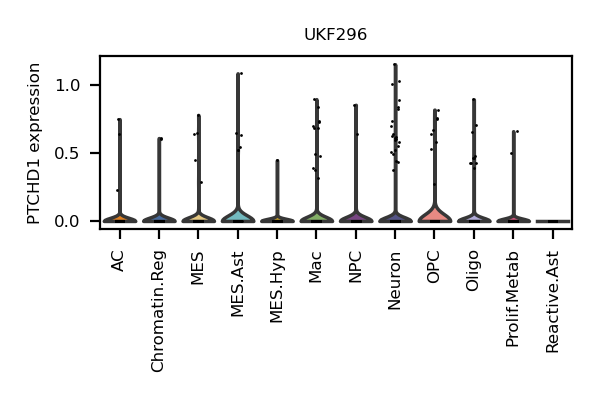 UKF296
PTCHD1 expression
1.0
0.5
0.0
AC
Chromatin.Reg
MES
MES.Ast
MES.Hyp
Mac
NPC
Neuron
OPC
Oligo
Prolif.Metab
Reactive.Ast